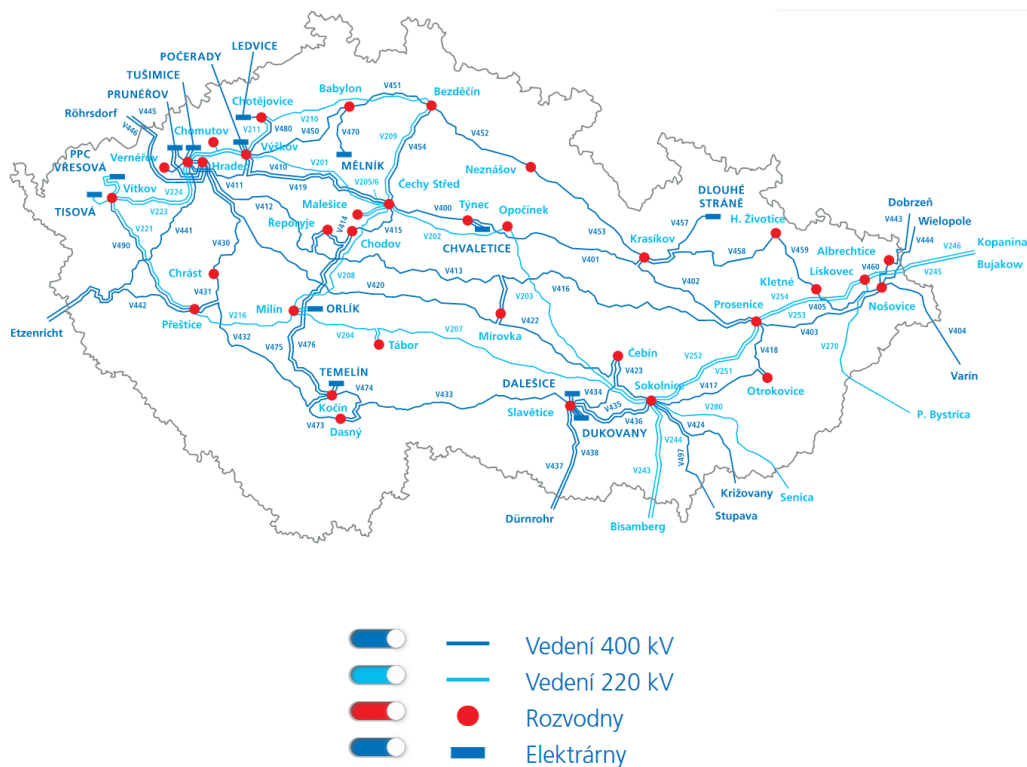 LEDVICE
POČERADY
TUŠIMICE
PRUNÉŘOV
V445
Röhrsdorf
V446
Chotějovice
Babylon
V451
Bezděčín
V210
V211
V480
V450
V470
V209
V454
V452
Chomutov
Výškov
PPC
VŘESOVÁ
Vernéřov
Hradec
MĚLNÍK
V201
V410
V411
V419
Neznášov
Vítkov
V224
V223
TISOVÁ
V205/6
Čechy Střed
Malešice
V412
V400
Týnec
Opočínek
DLOUHÉ
STRÁNĚ
V457
H. Životice
Dobrzeň
V443
Wielopole
V221
V441
V490
V430
Řeporyje
V414
V415
Chodov
V202
CHVALETICE
V453
V401
Krasíkov
V458
V459
Albrechtice
V444
V246
Kopanina
V245
Bujakow
Lískovec
V460
Chrást
V431
V442
V208
V413
V420
V416
V402
Kletné
V254
V405
V253
Nošovice
Etzenricht
Přeštice
V216
Milín
ORLÍK
V203
V422
Mírovka
Prosenice
V403
V404
V432
V475
V476
V204
Tábor
V207
Čebín
V252
V251
V418
V270
Varín
TEMELÍN
V474
Kočín
V473
Dasný
V433
DALEŠICE
V434
V423
Sokolnice
V417
Otrokovice
Slavětice
V435
V436
DUKOVANY
V280
V424
V244
V497
P. Bystrica
V437
V438
V243
Dürnrohr
Bisamberg
Križovany
Stupava
Senica
Vedení 400 kV
Vedení 220 kV
Rozvodny
Elektrárny